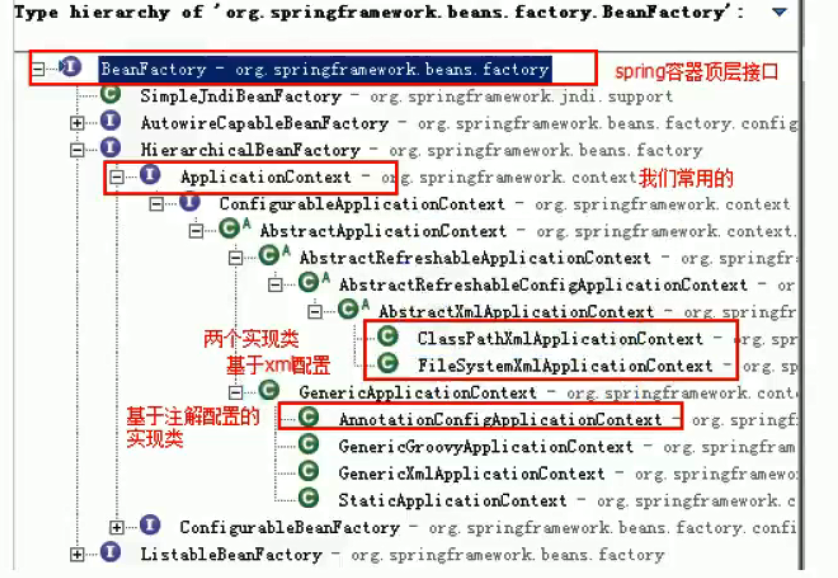 Type hierarchy of 'org.springframework.beans.factory.BeanFactory':
BeanFactory - org.springframework.beans.factory spring容器顶层接口
SimpleJndiBeanFactory - org.springframework.jndi.support
AutowireCapableBeanFactory - org.springframework.beans.factory.config
HierarchicalBeanFactory - org.springframework.beans.factory
ApplicationContext - org.springframework.context 我们常用的
ConfigurableApplicationContext - org.springframework.context
AbstractApplicationContext - org.springframework.context.
AbstractRefreshableApplicationContext - org.springfr
AbstractRefreshableConfigApplicationContext - or
AbstractXmlApplicationContext - org.springfr
两个实现类 ClassPathXmlApplicationContext - org.spr
基于xml配置 FileSystemXmlApplicationContext - org.sp
GenericApplicationContext - org.springframework.cont
基于注解配置的 AnnotationConfigApplicationContext - org.springf
实现类
GenericGroovyApplicationContext - org.springfram
GenericXmlApplicationContext - org.springframewo
StaticApplicationContext - org.springframework.c
ConfigurableBeanFactory - org.springframework.beans.factory.confi
ListableBeanFactory - org.springframework.beans.factory